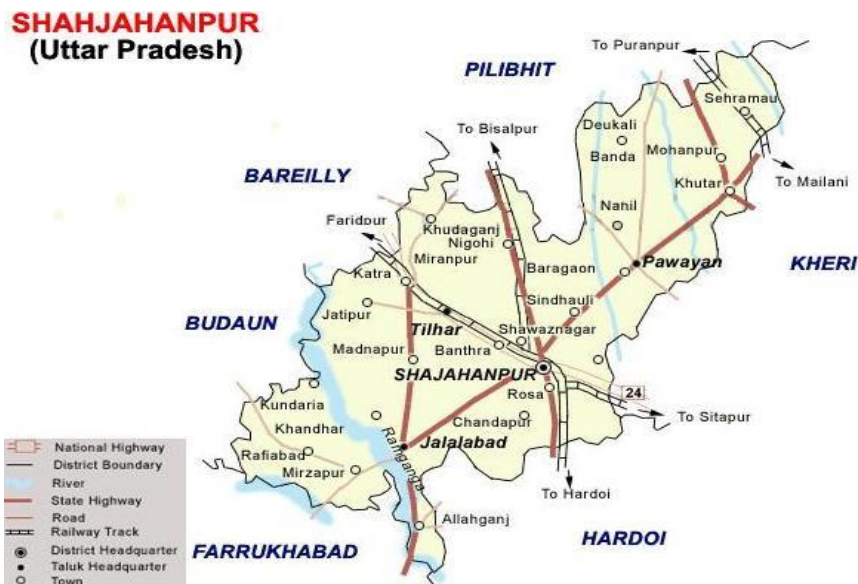 SHAHJAHANPUR
(Uttar Pradesh)
To Puranpur
PILIBHIT
Sehramau
To Bisalpur
Deukali
Banda
Mohanpur
BAREILLY
To Mailani
Khutar
Nanil
Faridpur
Khudaganj
Nigohi
Miranpur
Baragaon
Pawayan
KHERI
Katra
Sindhauli
Jatipur
BUDAUN
Tilhar
Shawaznagar
Madnapur
Banthra
SHAJAHANPUR
Rosa
24
Kundaria
To Sitapur
Khandhar
Chandapur
Jalalabad
Ramganga
Rafiabad
Mirzapur
To Hardoi
Allahganj
HARDOI
FARRUKHABAD
National Highway
District Boundary
River
State Highway
Road
Railway Track
District Headquarter
Taluk Headquarter
Town